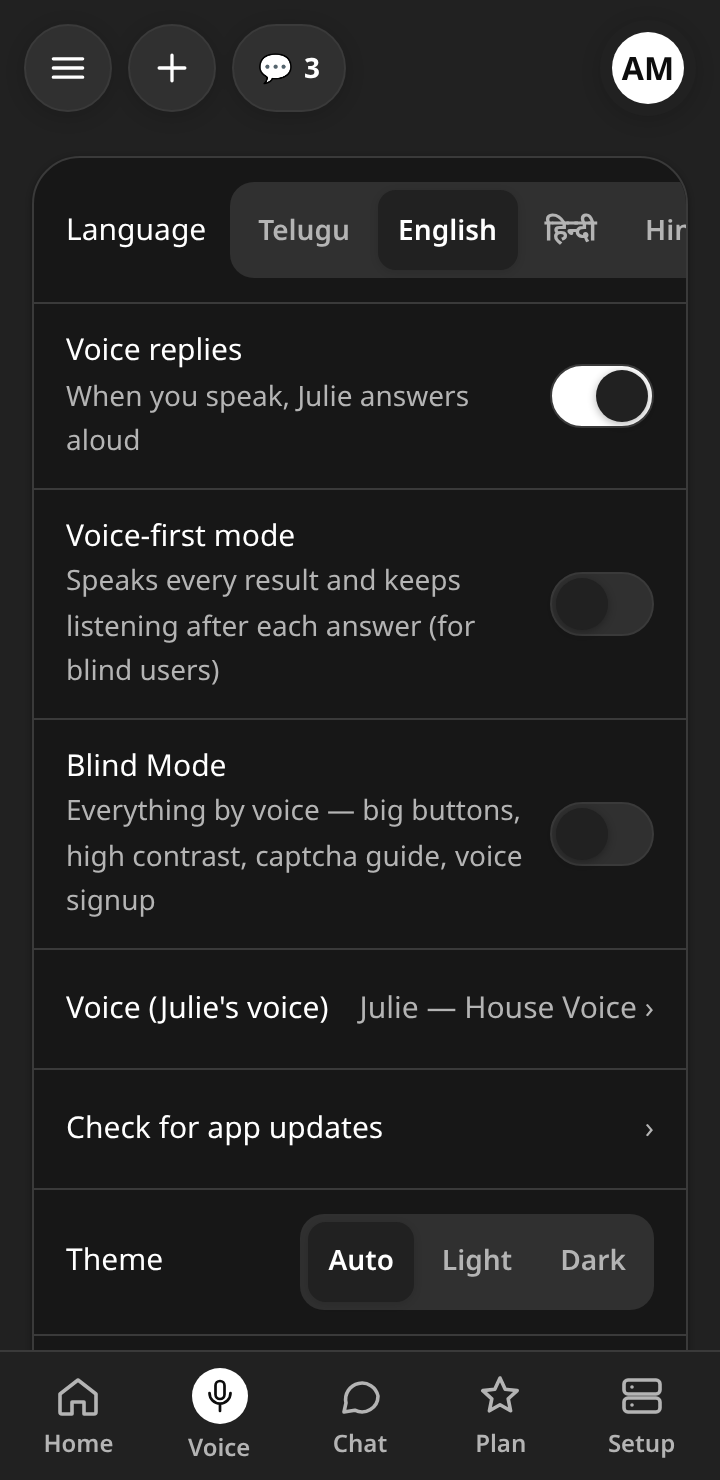 3
AM
Language
Telugu
English
हिन्दी
Voice replies
When you speak, Julie answers
aloud
Voice-first mode
Speaks every result and keeps
listening after each answer (for
blind users)
Blind Mode
Everything by voice — big buttons,
high contrast, captcha guide, voice
signup
Voice (Julie's voice) Julie — House Voice ›
Check for app updates ›
Theme
Auto
Light
Dark
Home
Voice
Chat
Plan
Setup